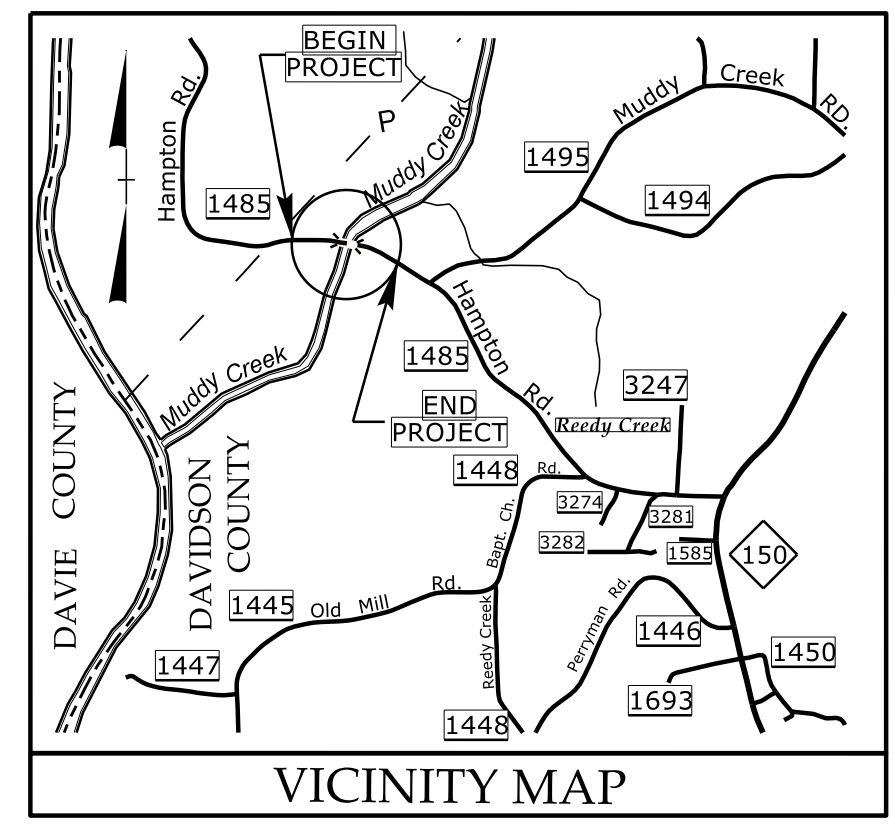 BEGIN
PROJECT
Hampton Rd.
P
Muddy Creek
Muddy Creek RD.
1495
1494
1485
Hampton Rd.
1485
Muddy Creek
END
PROJECT
3247
Reedy Creek
DAVIE COUNTY
DAVIDSON
COUNTY
1448
Rd.
Bapt. Ch.
3274
3281
3282
1585
150
1445
Old Mill Rd.
Reedy Creek
Perryman Rd.
1446
1450
1447
1693
1448
VICINITY MAP